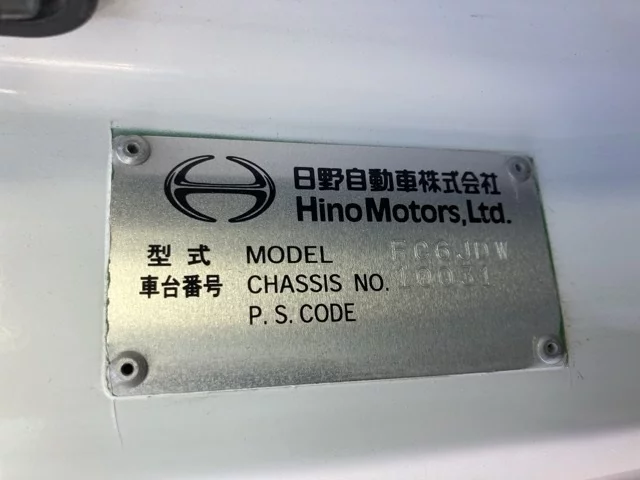 日野自動車株式会社
Hino Motors, Ltd.
型式 MODEL FC6JDW
車台番号 CHASSIS NO. 10031
P.S.CODE